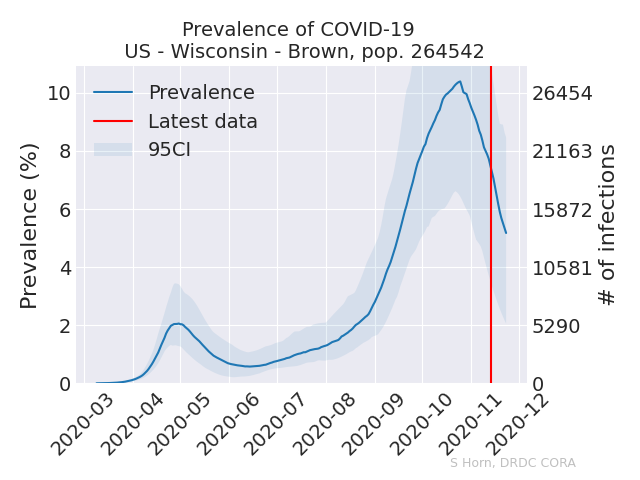 Prevalence of COVID-19
US - Wisconsin - Brown, pop. 264542
Prevalence
Latest data
95CI
Prevalence (%)
10
8
6
4
2
0
26454
21163
15872
10581
5290
0
# of infections
2020-03
2020-04
2020-05
2020-06
2020-07
2020-08
2020-09
2020-10
2020-11
2020-12
S Horn, DRDC CORA